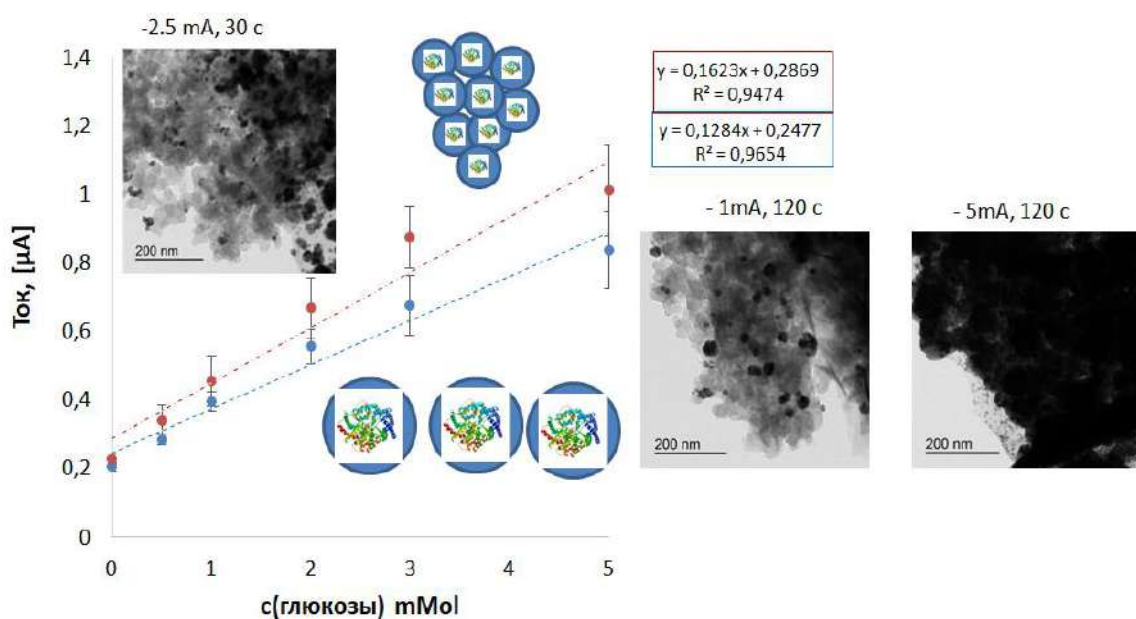 -2.5 mA, 30 c
200 nm
y = 0,1623x + 0,2869
R² = 0,9474
y = 0,1284x + 0,2477
R² = 0,9654
- 1mA, 120 c
200 nm
- 5mA, 120 c
200 nm
Ток, [µA]
1,4
1,2
1
0,8
0,6
0,4
0,2
0
0 1 2 3 4 5
c(глюкозы) mMol